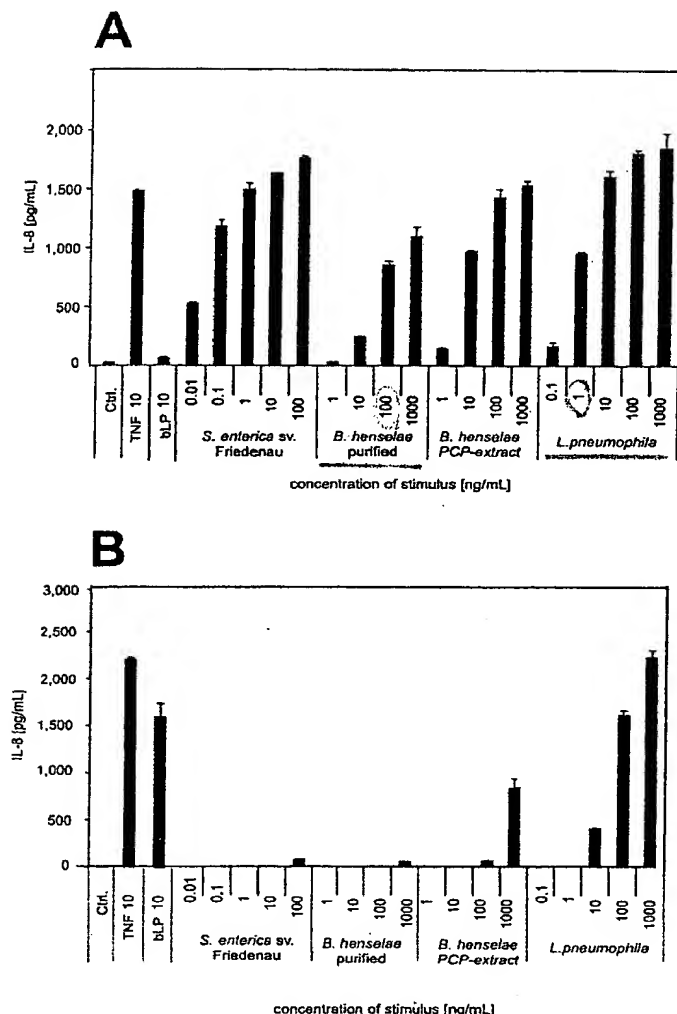 A
2,000
1,500
1,000
500
0
IL-8 [pg/mL]
Ctrl.
TNF 10
bLP 10
0.01
0.1
1
10
100
1
10
100
1000
1
10
100
1000
0.1
1
10
100
1000
S. enterica sv.
Friedenau
B. henselae
purified
B. henselae
PCP-extract
L.pneumophila
concentration of stimulus [ng/mL]
B
3,000
2,500
2,000
1,500
1,000
500
0
IL-8 [pg/mL]
Ctrl.
TNF 10
bLP 10
0.01
0.1
1
10
100
1
10
100
1000
1
10
100
1000
0.1
1
10
100
1000
S. enterica sv.
Friedenau
B. henselae
purified
B. henselae
PCP-extract
L.pneumophila
concentration of stimulus [ng/mL]